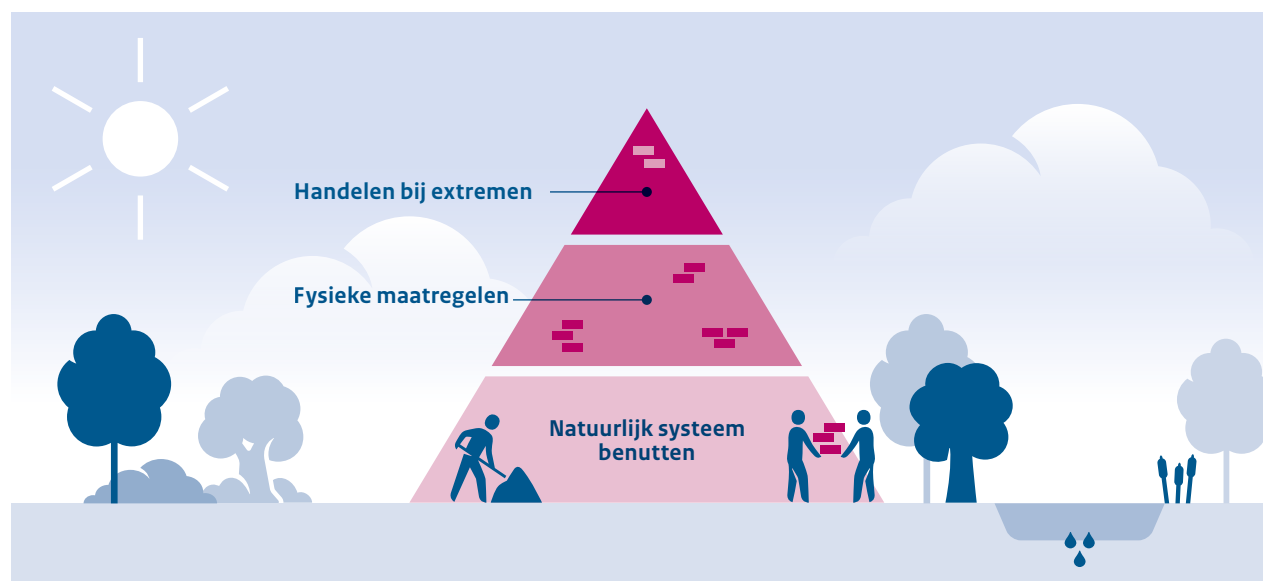 Handelen bij extremen
Fysieke maatregelen
Natuurlijk systeem
benutten